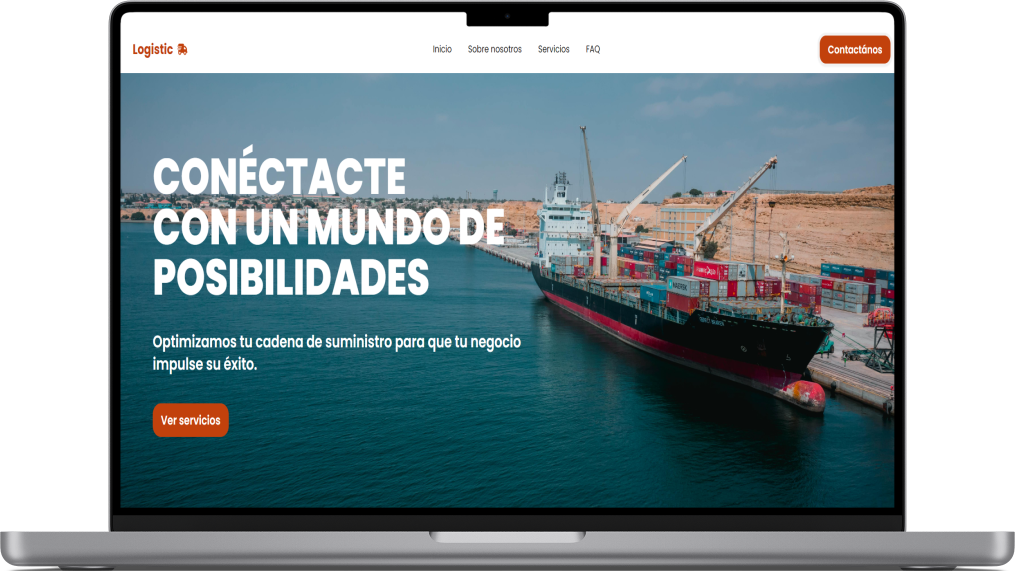 Logistic
Inicio
Sobre nosotros
Servicios
FAQ
Contactános
CONÉCTACTE
CON UN MUNDO DE
POSIBILIDADES
Optimizamos tu cadena de suministro para que tu negocio
impulse su éxito.
Ver servicios